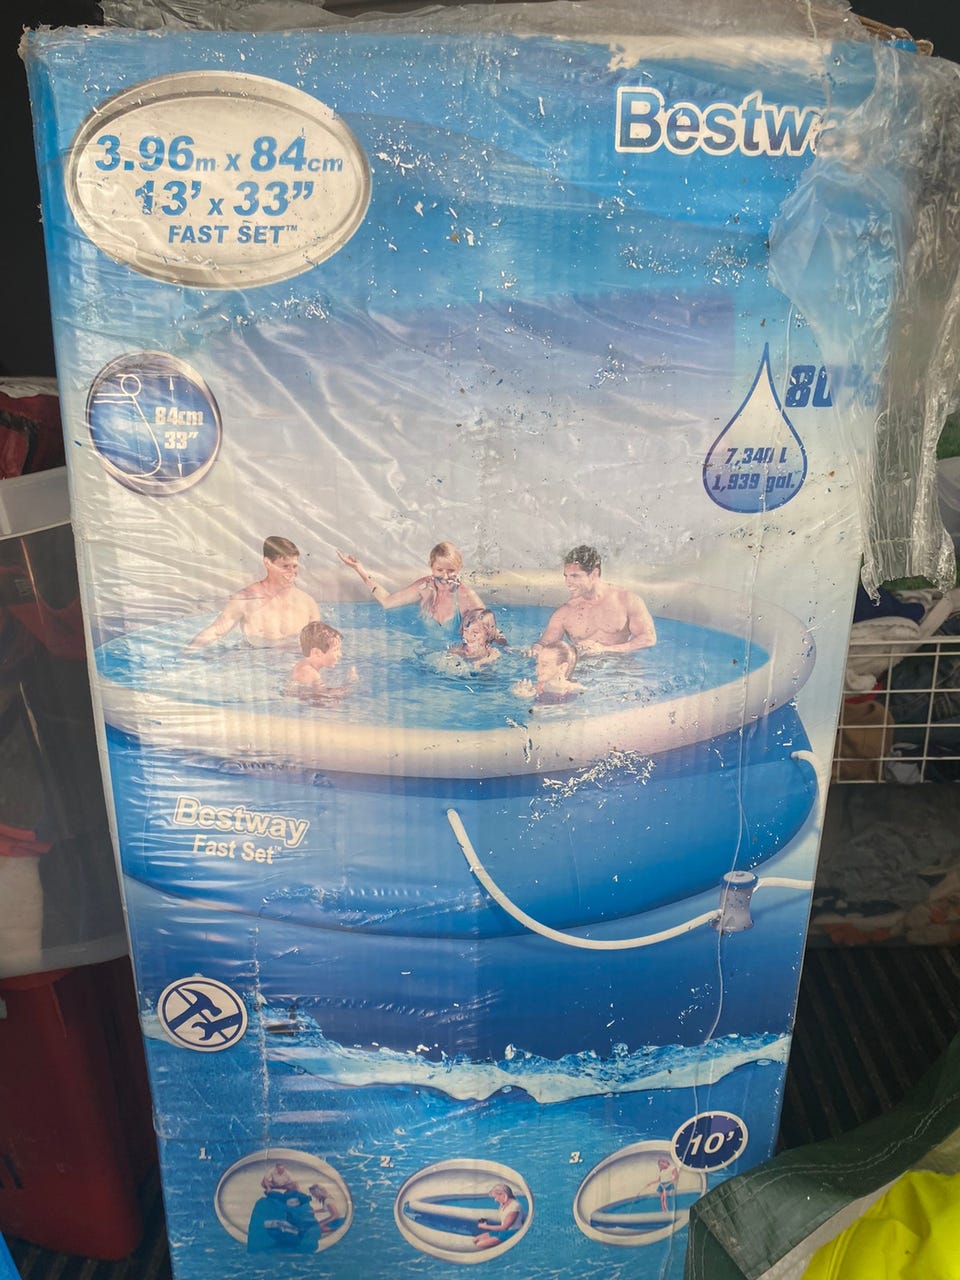 3.96m x 84cm
13' x 33"
FAST SET™
Bestwa
84cm
33"
80%
7,340 L
1,939 gal.
Bestway
Fast Set™
1.
2.
3.
10'